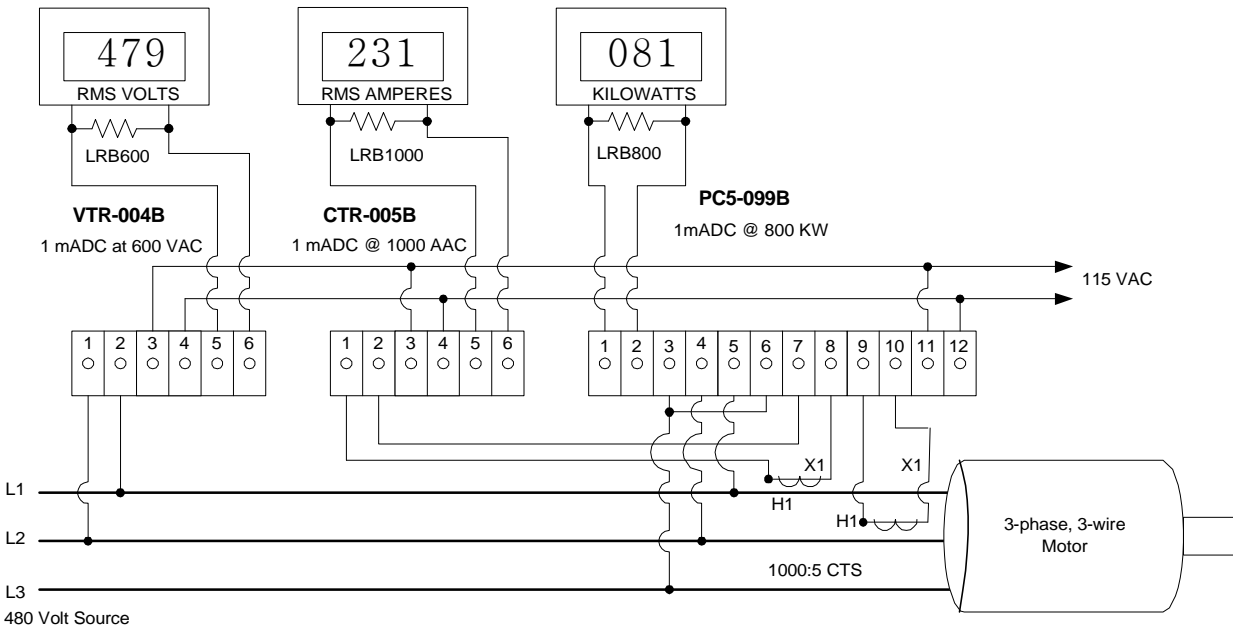 479
RMS VOLTS
231
RMS AMPERES
081
KILOWATTS
LRB600
LRB1000
LRB800
VTR-004B
1 mADC at 600 VAC
CTR-005B
1 mADC @ 1000 AAC
PC5-099B
1mADC @ 800 KW
115 VAC
1 2 3 4 5 6
1 2 3 4 5 6
1 2 3 4 5 6 7 8 9 10 11 12
X1
H1
X1
H1
L1
L2
L3
480 Volt Source
1000:5 CTS
3-phase, 3-wire
Motor